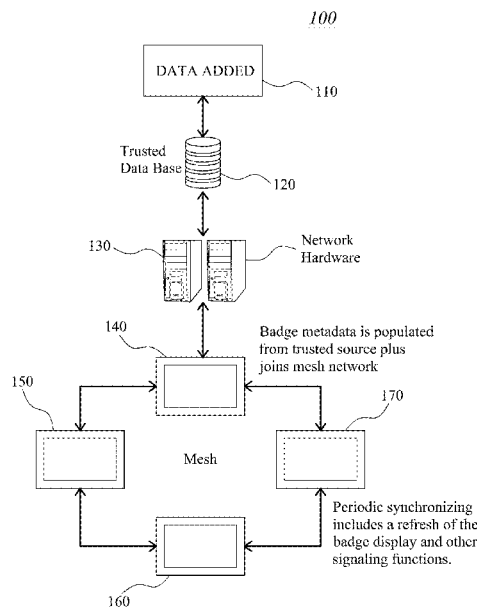 100
DATA ADDED
110
Trusted
Data Base
120
130
Network
Hardware
140
Badge metadata is populated
from trusted source plus
joins mesh network
150
170
Mesh
Periodic synchronizing
includes a refresh of the
badge display and other
signaling functions.
160